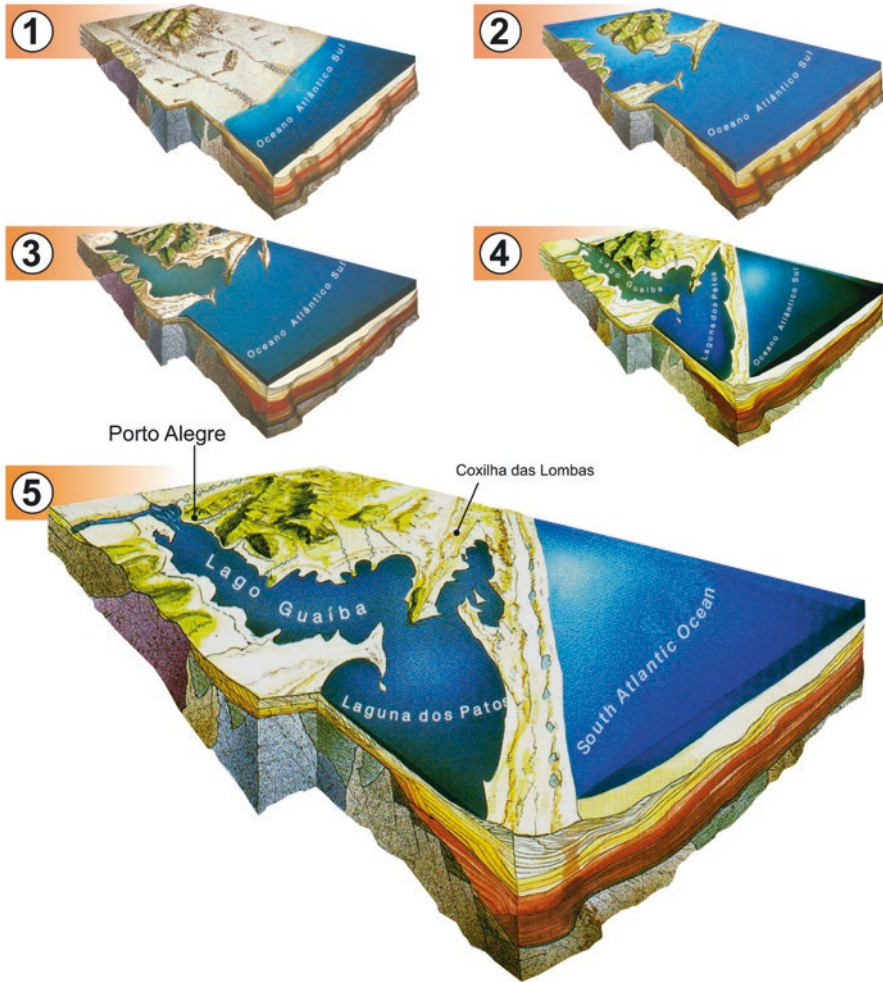 1
Oceano Atlântico Sul
2
Oceano Atlântico Sul
3
Oceano Atlântico Sul
4
Lago Guaíba
Laguna dos Patos
Oceano Atlântico Sul
5
Porto Alegre
Coxilha das Lombas
Lago Guaíba
Laguna dos Patos
South Atlantic Ocean